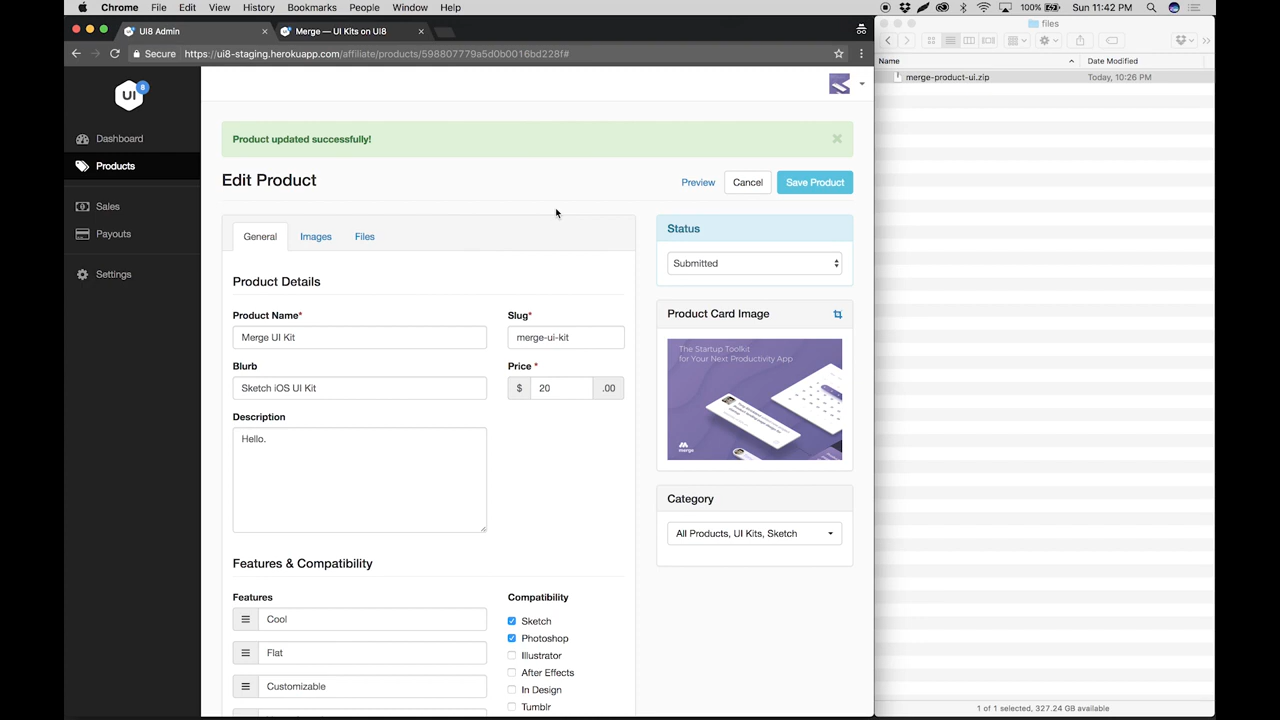 Chrome File Edit View History Bookmarks People Window Help
100% Sun 11:42 PM
UI8 Admin
Merge — UI Kits on UI8
Secure https://ui8-staging.herokuapp.com/affiliate/products/598807779a5d0b0016bd228f#
files
Name Date Modified
merge-product-ui.zip Today, 10:26 PM
UI 8
Dashboard
Products
Sales
Payouts
Settings
Product updated successfully!
Edit Product
Preview Cancel Save Product
General Images Files
Status
Submitted
Product Details
Product Name* Slug*
Merge UI Kit merge-ui-kit
Blurb Price *
Sketch iOS UI Kit $ 20 .00
Description
Hello.
Product Card Image
The Startup Toolkit
for Your Next Productivity App
merge
Category
All Products, UI Kits, Sketch
Features & Compatibility
Features Compatibility
Cool Sketch
Photoshop
Flat Illustrator
After Effects
Customizable In Design
Tumblr
1 of 1 selected, 327.24 GB available